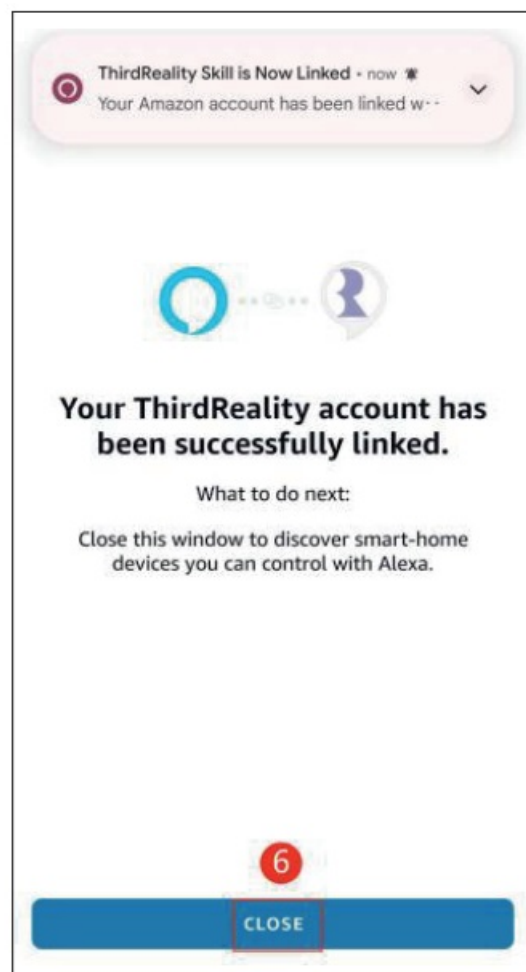 ThirdReality Skill is Now Linked • now
Your Amazon account has been linked w··
Your ThirdReality account has
been successfully linked.
What to do next:
Close this window to discover smart-home
devices you can control with Alexa.
6
CLOSE